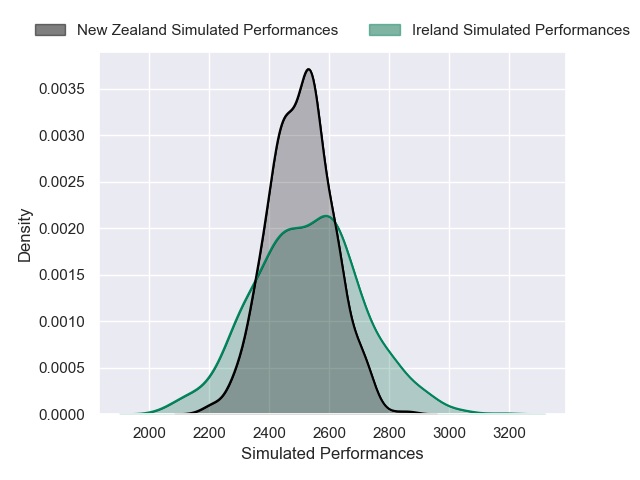 New Zealand Simulated Performances
Ireland Simulated Performances
0.0035
0.0030
0.0025
0.0020
0.0015
0.0010
0.0005
0.0000
Density
2000 2200 2400 2600 2800 3000 3200
Simulated Performances